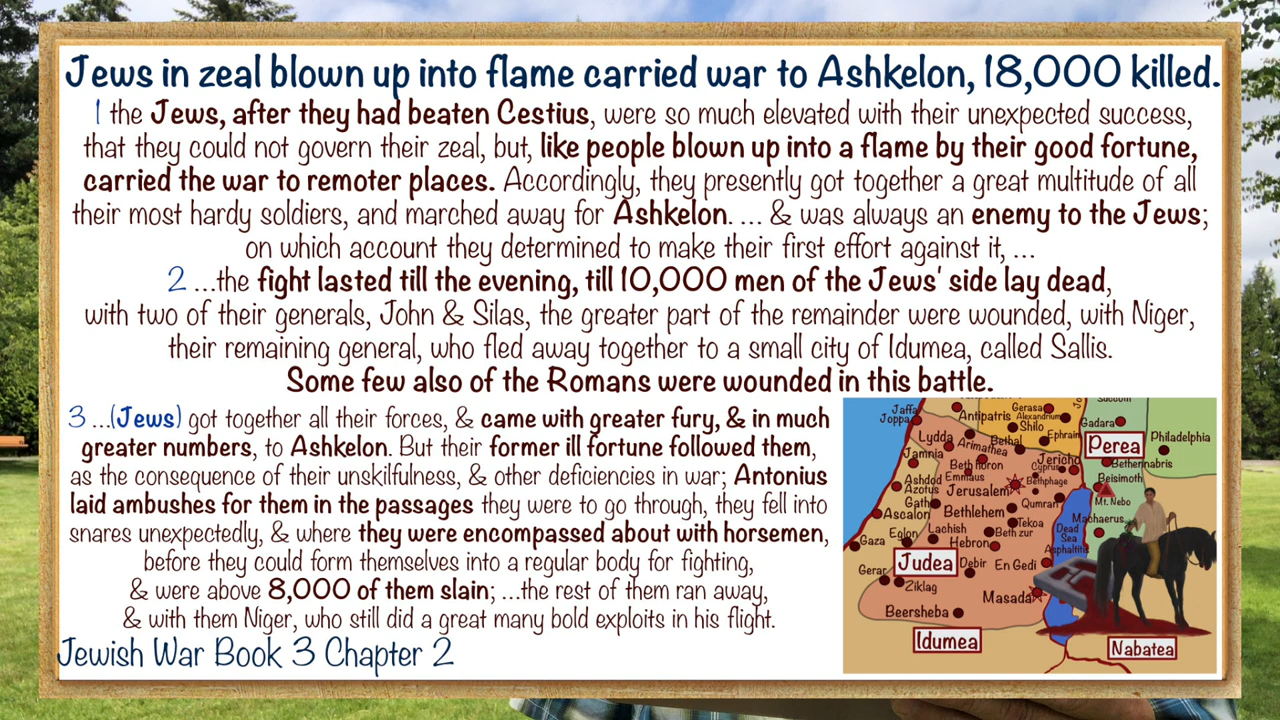 Jews in zeal blown up into flame carried war to Ashkelon, 18,000 killed.
1 the Jews, after they had beaten Cestius, were so much elevated with their unexpected success,
that they could not govern their zeal, but, like people blown up into a flame by their good fortune,
carried the war to remoter places. Accordingly, they presently got together a great multitude of all
their most hardy soldiers, and marched away for Ashkelon. ... & was always an enemy to the Jews;
on which account they determined to make their first effort against it, ...
2 ...the fight lasted till the evening, till 10,000 men of the Jews' side lay dead,
with two of their generals, John & Silas, the greater part of the remainder were wounded, with Niger,
their remaining general, who fled away together to a small city of Idumea, called Sallis.
Some few also of the Romans were wounded in this battle.
3 ...(Jews) got together all their forces, & came with greater fury, & in much
greater numbers, to Ashkelon. But their former ill fortune followed them,
as the consequence of their unskilfulness, & other deficiencies in war; Antonius
laid ambushes for them in the passages they were to go through, they fell into
snares unexpectedly, & where they were encompassed about with horsemen,
before they could form themselves into a regular body for fighting,
& were above 8,000 of them slain; ...the rest of them ran away,
& with them Niger, who still did a great many bold exploits in his flight.
Jewish War Book 3 Chapter 2
Jaffa
Joppa
Antipatris
Gerasa
Alexandrium
Shilo
Gadara
Lydda
Arimathea
Bethal
Ephraim
Perea
Philadelphia
Jamnia
Beth horon
Emmaus
Jericho
Cyprus
Bethennabris
Ashdod
Azotus
Jerusalem
Bethphage
Beisimoth
Gath
Qumran
Mt. Nebo
Ascalon
Bethlehem
Tekoa
Machaerus
Gaza
Eglon
Lachish
Beth zur
Hebron
Dead
Sea
Asphaltitis
Judea
Debir
En Gedi
Gerar
Ziklag
Masada
Beersheba
Idumea
Nabatea